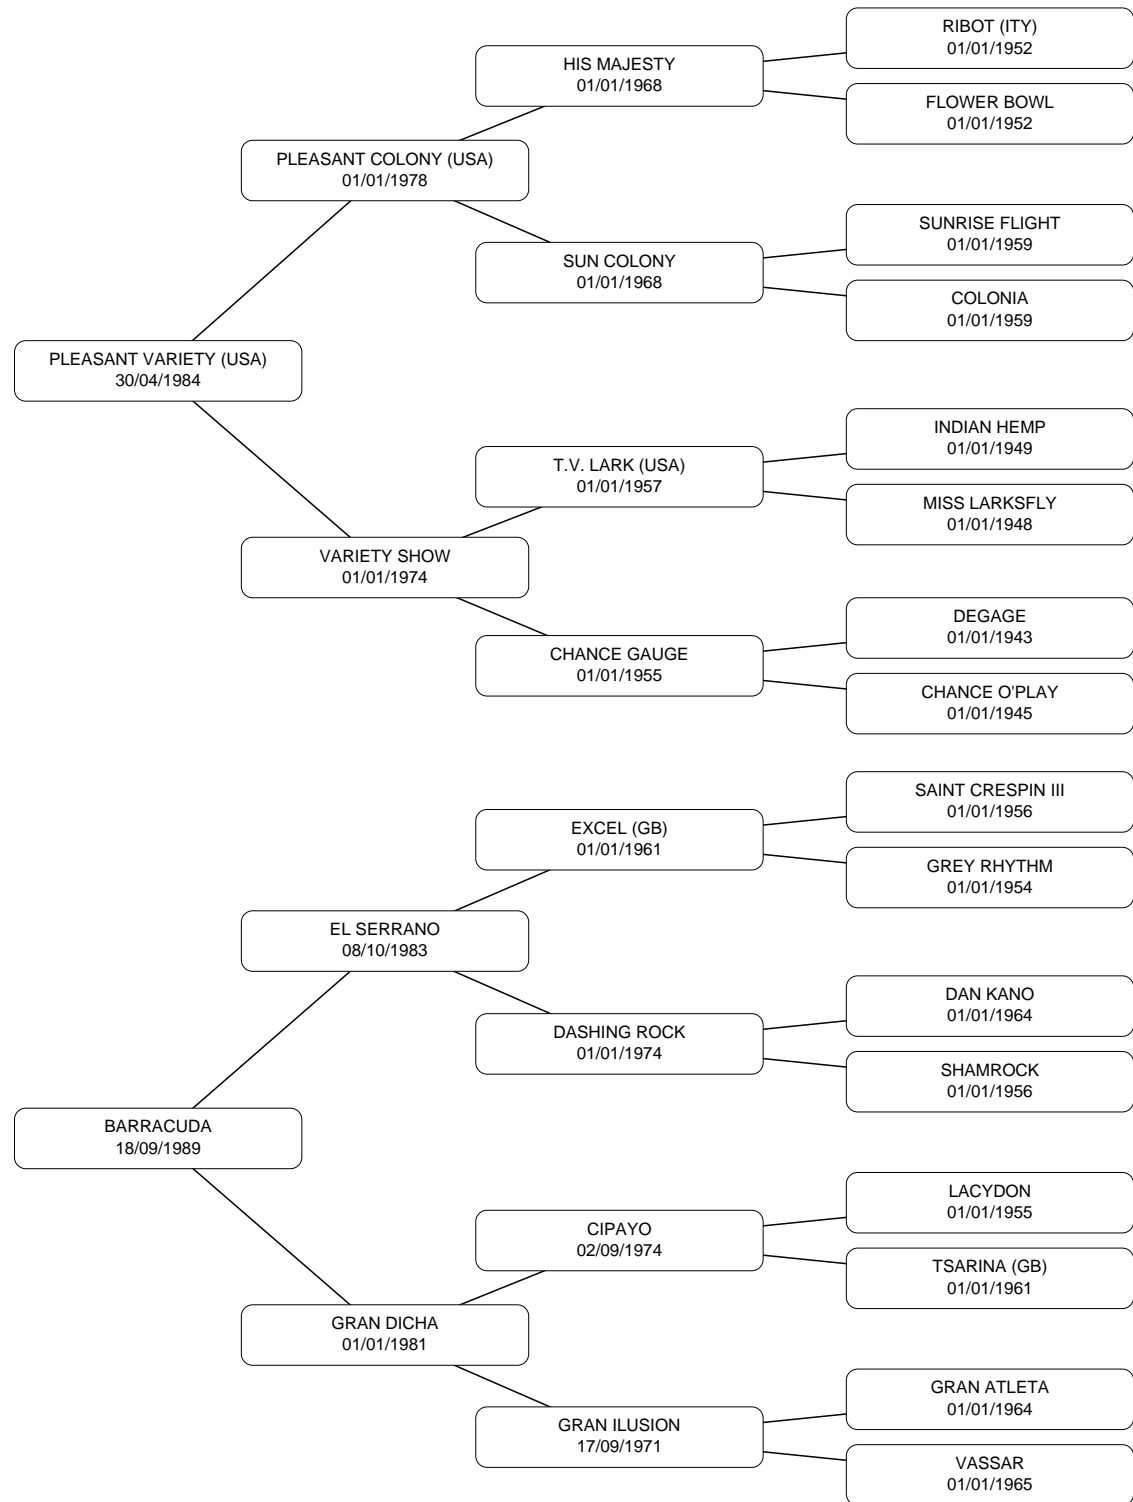 RIBOT (ITY)
01/01/1952
HIS MAJESTY
01/01/1968
FLOWER BOWL
01/01/1952
PLEASANT COLONY (USA)
01/01/1978
SUNRISE FLIGHT
01/01/1959
SUN COLONY
01/01/1968
COLONIA
01/01/1959
PLEASANT VARIETY (USA)
30/04/1984
INDIAN HEMP
01/01/1949
T.V. LARK (USA)
01/01/1957
MISS LARKSFLY
01/01/1948
VARIETY SHOW
01/01/1974
DEGAGE
01/01/1943
CHANCE GAUGE
01/01/1955
CHANCE O'PLAY
01/01/1945
SAINT CRESPIN III
01/01/1956
EXCEL (GB)
01/01/1961
GREY RHYTHM
01/01/1954
EL SERRANO
08/10/1983
DAN KANO
01/01/1964
DASHING ROCK
01/01/1974
SHAMROCK
01/01/1956
BARRACUDA
18/09/1989
LACYDON
01/01/1955
CIPAYO
02/09/1974
TSARINA (GB)
01/01/1961
GRAN DICHA
01/01/1981
GRAN ATLETA
01/01/1964
GRAN ILUSION
17/09/1971
VASSAR
01/01/1965